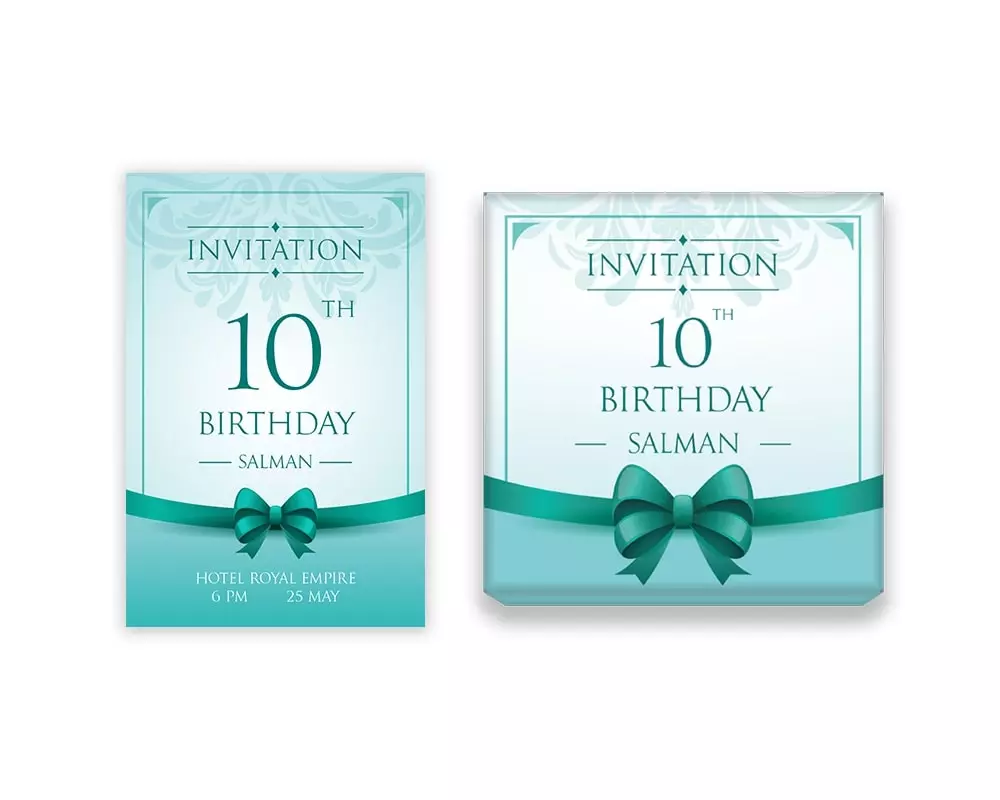 INVITATION
10TH
BIRTHDAY
— SALMAN —
HOTEL ROYAL EMPIRE
6 PM 25 MAY
INVITATION
10TH
BIRTHDAY
— SALMAN —